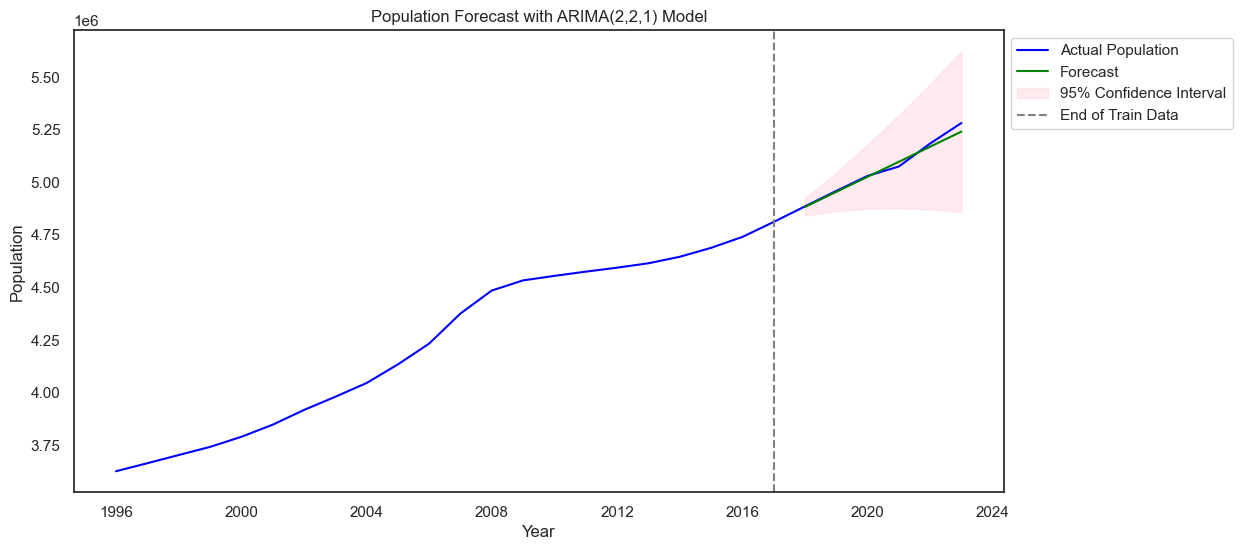 Population Forecast with ARIMA(2,2,1) Model
1e6
5.50
5.25
5.00
4.75
4.50
4.25
4.00
3.75
Population
1996 2000 2004 2008 2012 2016 2020 2024
Year
Actual Population
Forecast
95% Confidence Interval
End of Train Data